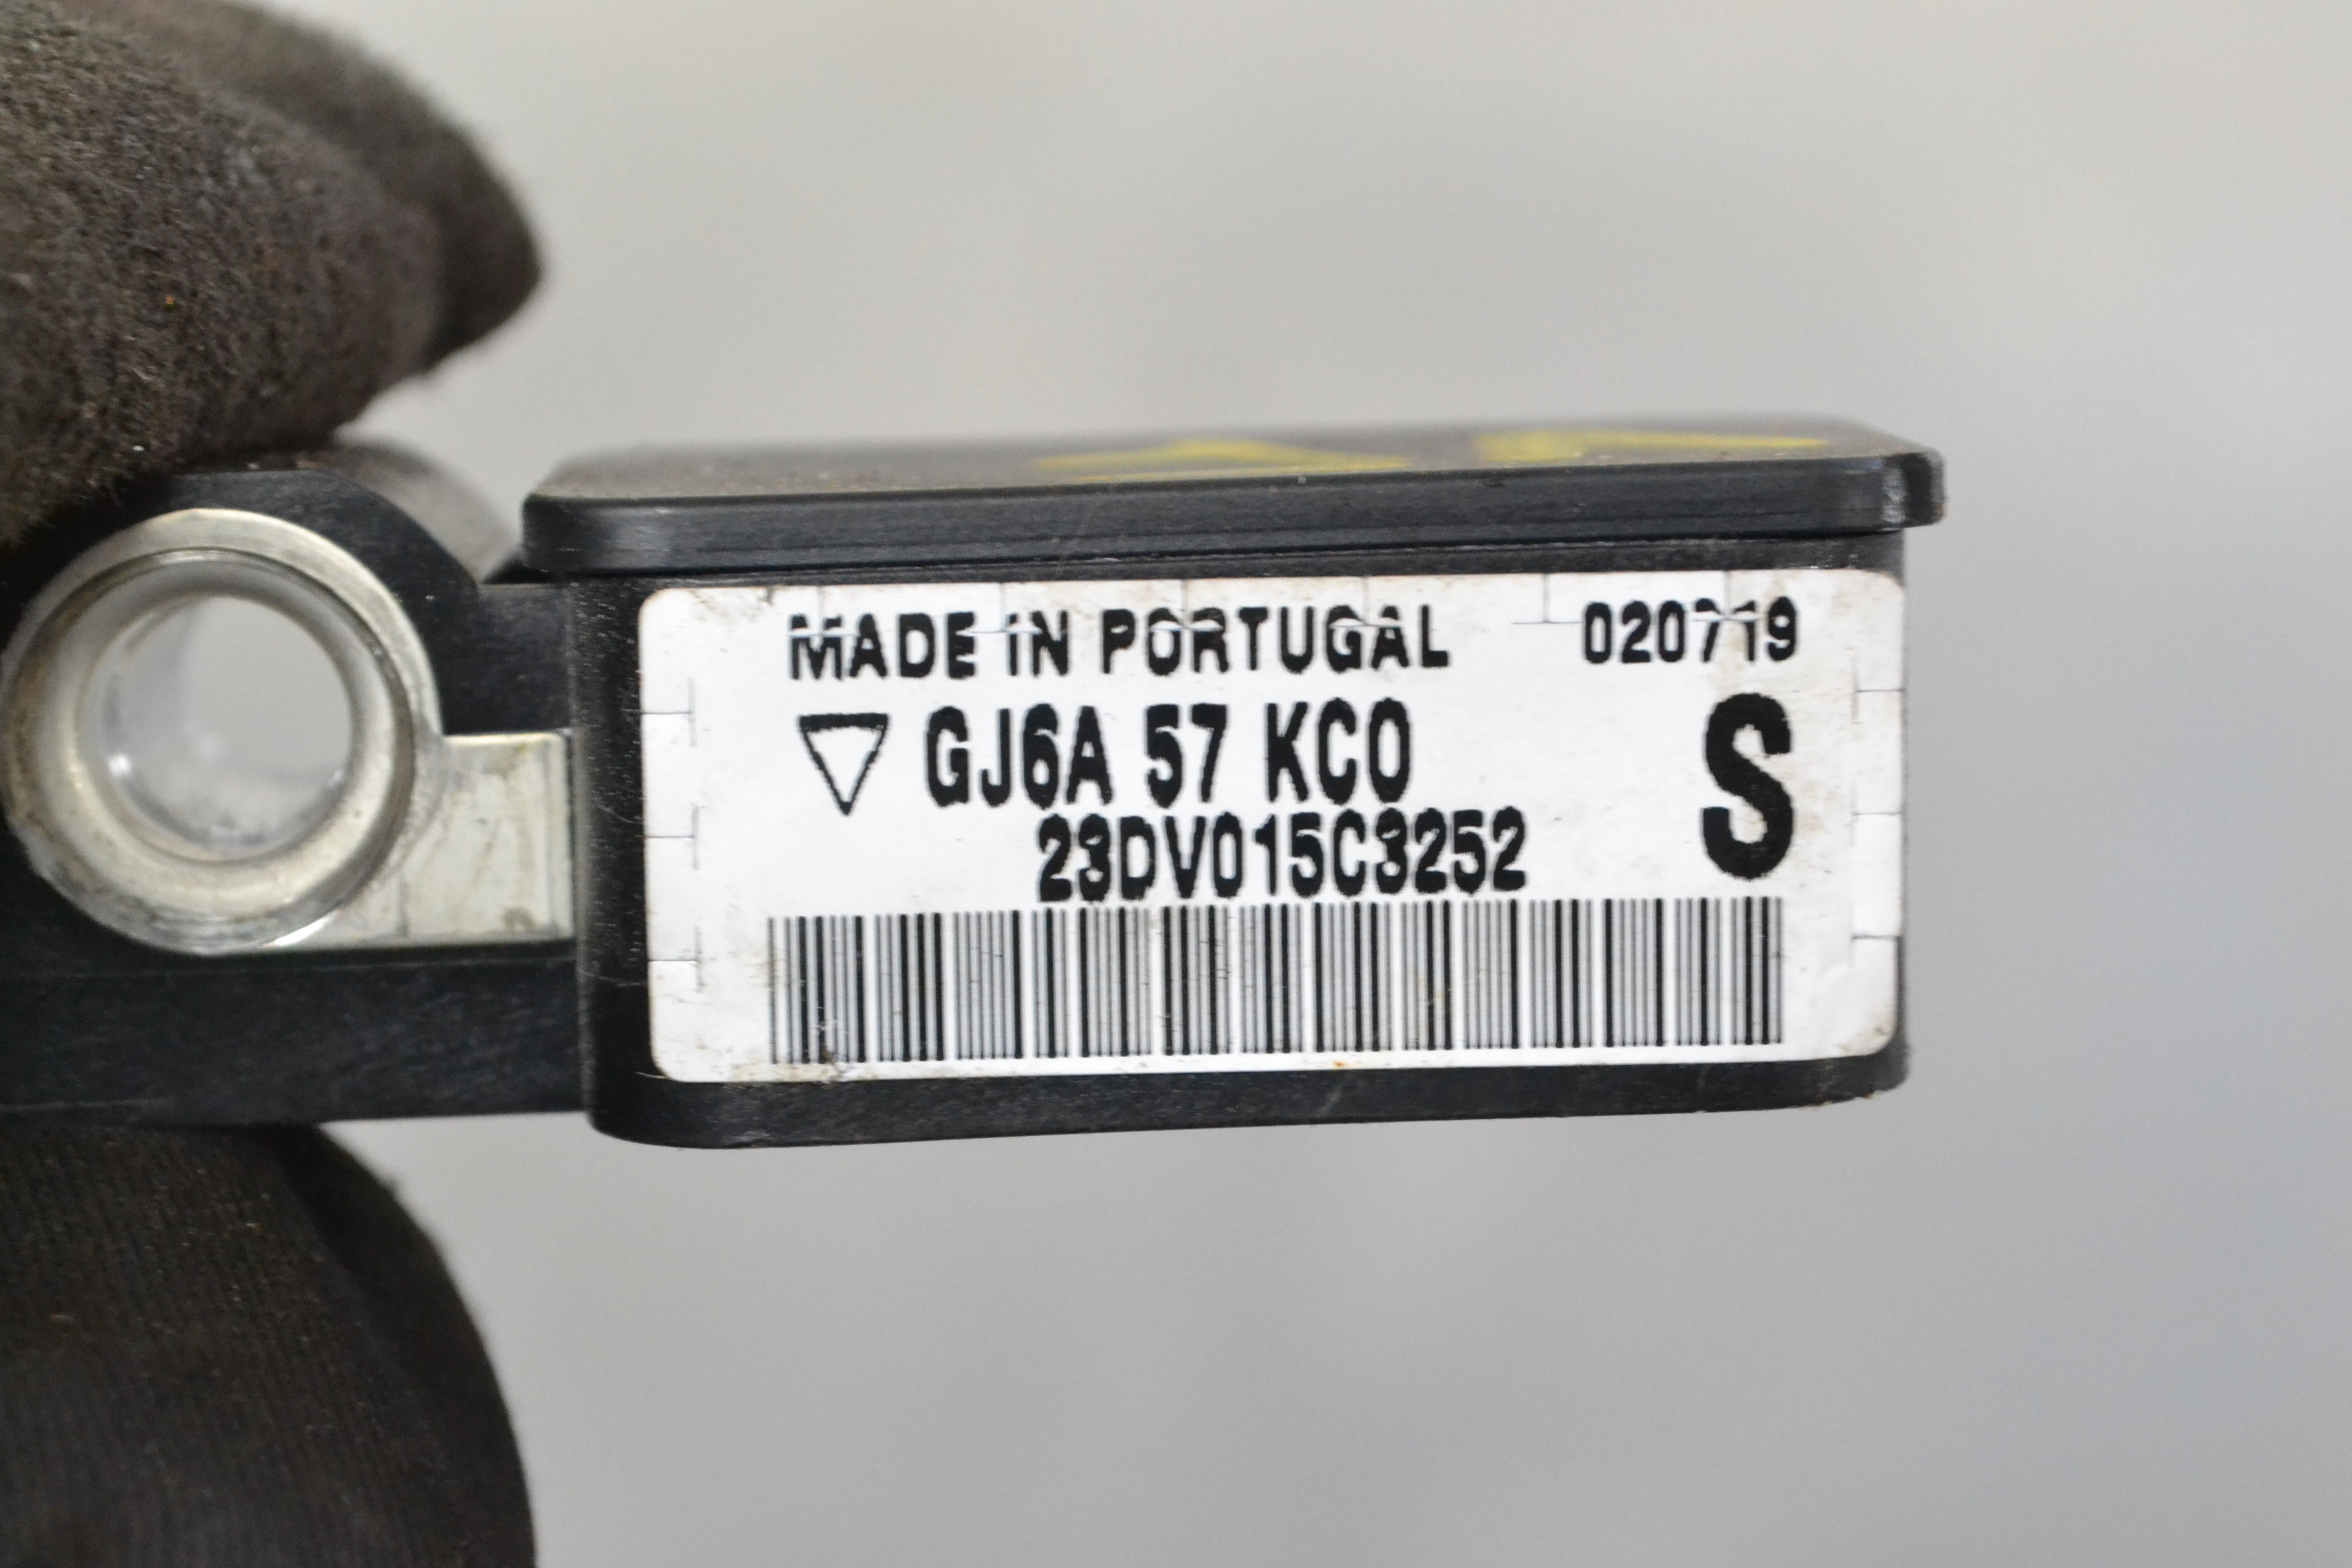 MADE IN PORTUGAL 020719
GJ6A 57 KC0 S
23DV015C3252